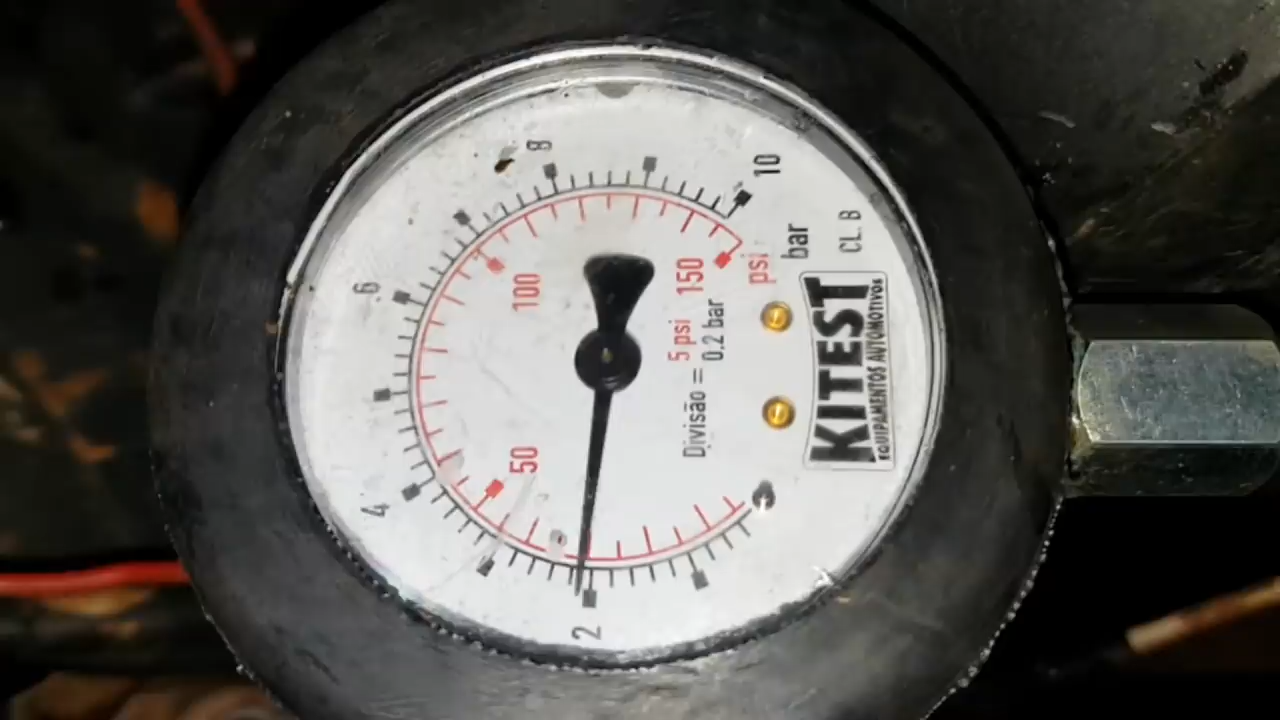 2
4
6
8
10
50
100
150
psi
bar
CL. B
Divisão = 5 psi
0,2 bar
KITEST
EQUIPAMENTOS AUTOMOTIVOS